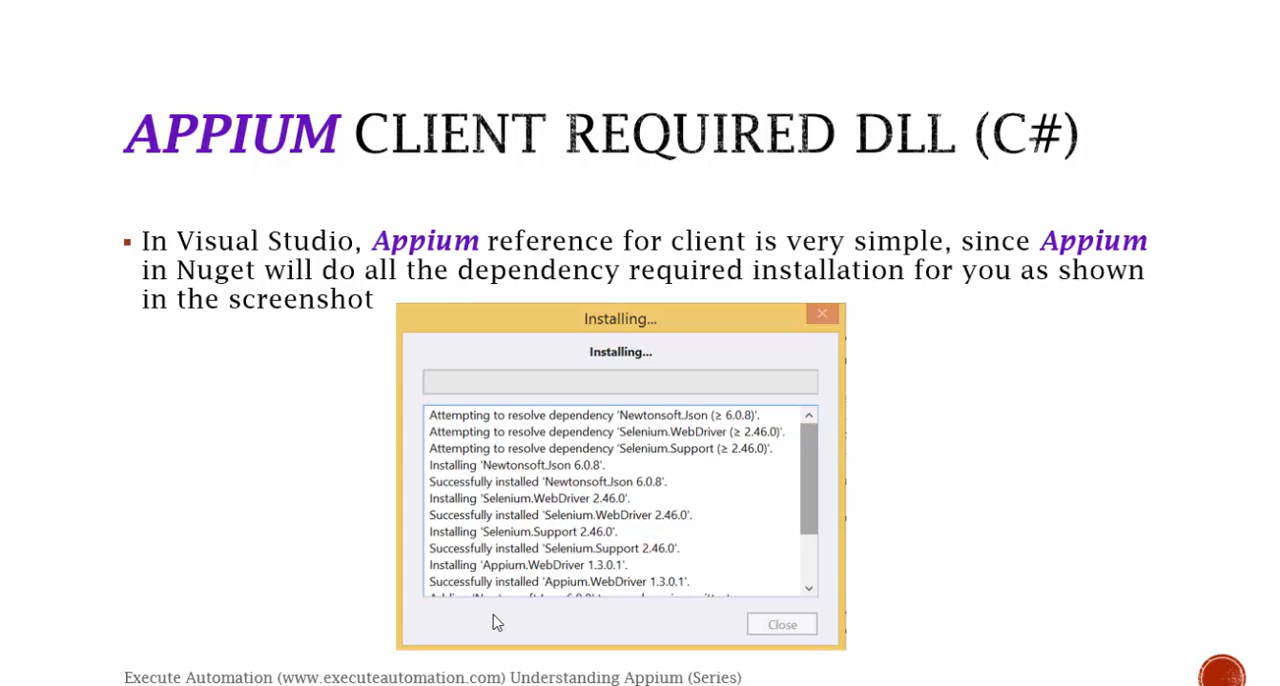 APPIUM CLIENT REQUIRED DLL (C#)
In Visual Studio, Appium reference for client is very simple, since Appium
in Nuget will do all the dependency required installation for you as shown
in the screenshot
Installing...
Installing...
Attempting to resolve dependency 'Newtonsoft.Json (≥ 6.0.8)'.
Attempting to resolve dependency 'Selenium.WebDriver (≥ 2.46.0)'.
Attempting to resolve dependency 'Selenium.Support (≥ 2.46.0)'.
Installing 'Newtonsoft.Json 6.0.8'.
Successfully installed 'Newtonsoft.Json 6.0.8'.
Installing 'Selenium.WebDriver 2.46.0'.
Successfully installed 'Selenium.WebDriver 2.46.0'.
Installing 'Selenium.Support 2.46.0'.
Successfully installed 'Selenium.Support 2.46.0'.
Installing 'Appium.WebDriver 1.3.0.1'.
Successfully installed 'Appium.WebDriver 1.3.0.1'.
Close
Execute Automation (www.executeautomation.com) Understanding Appium (Series)